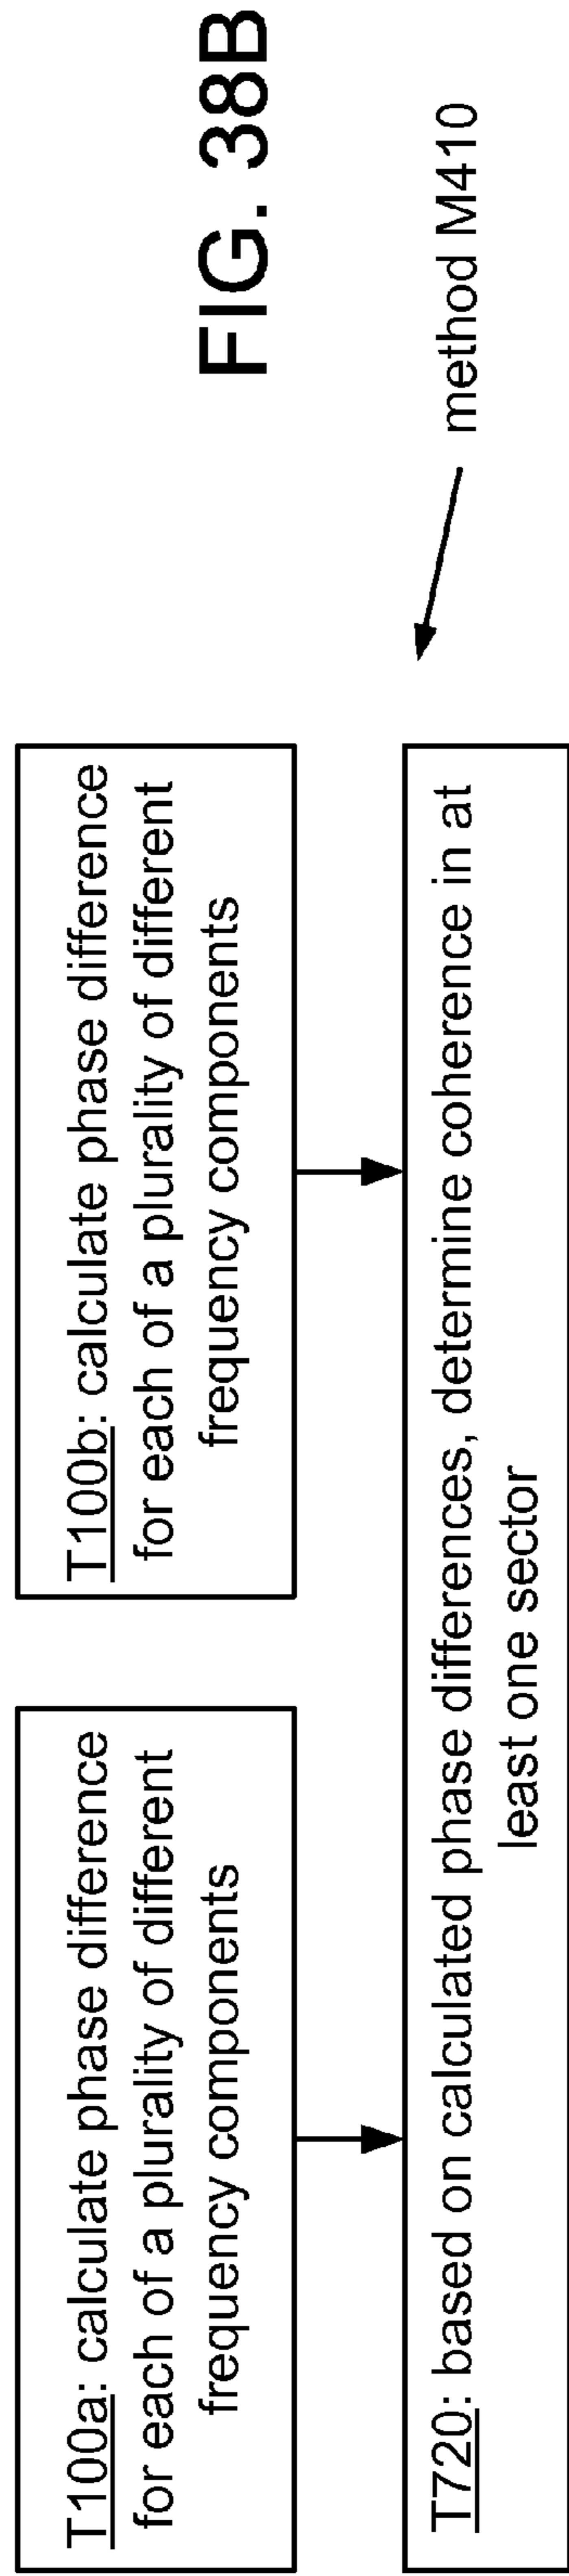 T100a: calculate phase difference
for each of a plurality of different
frequency components
T100b: calculate phase difference
for each of a plurality of different
frequency components
T720: based on calculated phase differences, determine coherence in at
least one sector
FIG. 38B
method M410